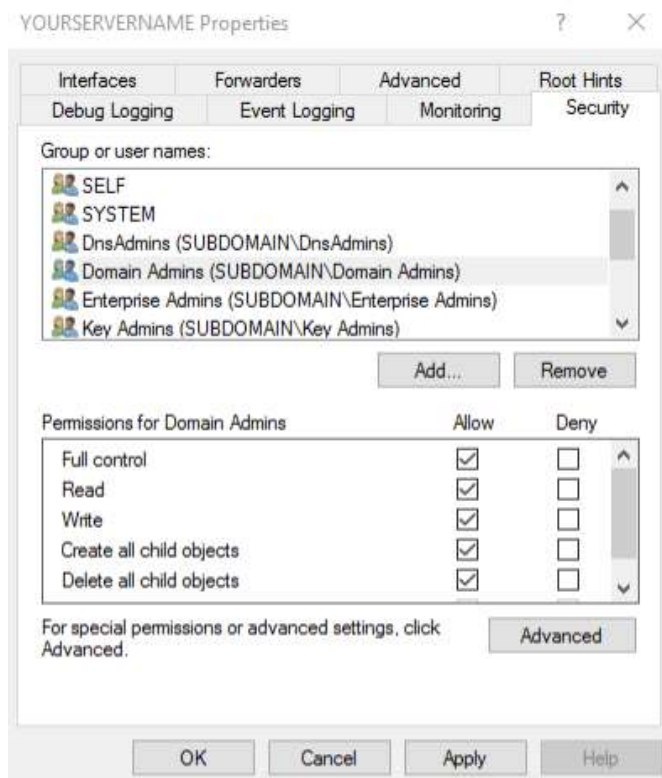 YOURSERVERNAME Properties ? ×
Interfaces Forwarders Advanced Root Hints
Debug Logging Event Logging Monitoring Security
Group or user names:
SELF
SYSTEM
DnsAdmins (SUBDOMAIN\DnsAdmins)
Domain Admins (SUBDOMAIN\Domain Admins)
Enterprise Admins (SUBDOMAIN\Enterprise Admins)
Key Admins (SUBDOMAIN\Key Admins)
Add... Remove
Permissions for Domain Admins Allow Deny
Full control
Read
Write
Create all child objects
Delete all child objects
For special permissions or advanced settings, click
Advanced.
Advanced
OK Cancel Apply Help